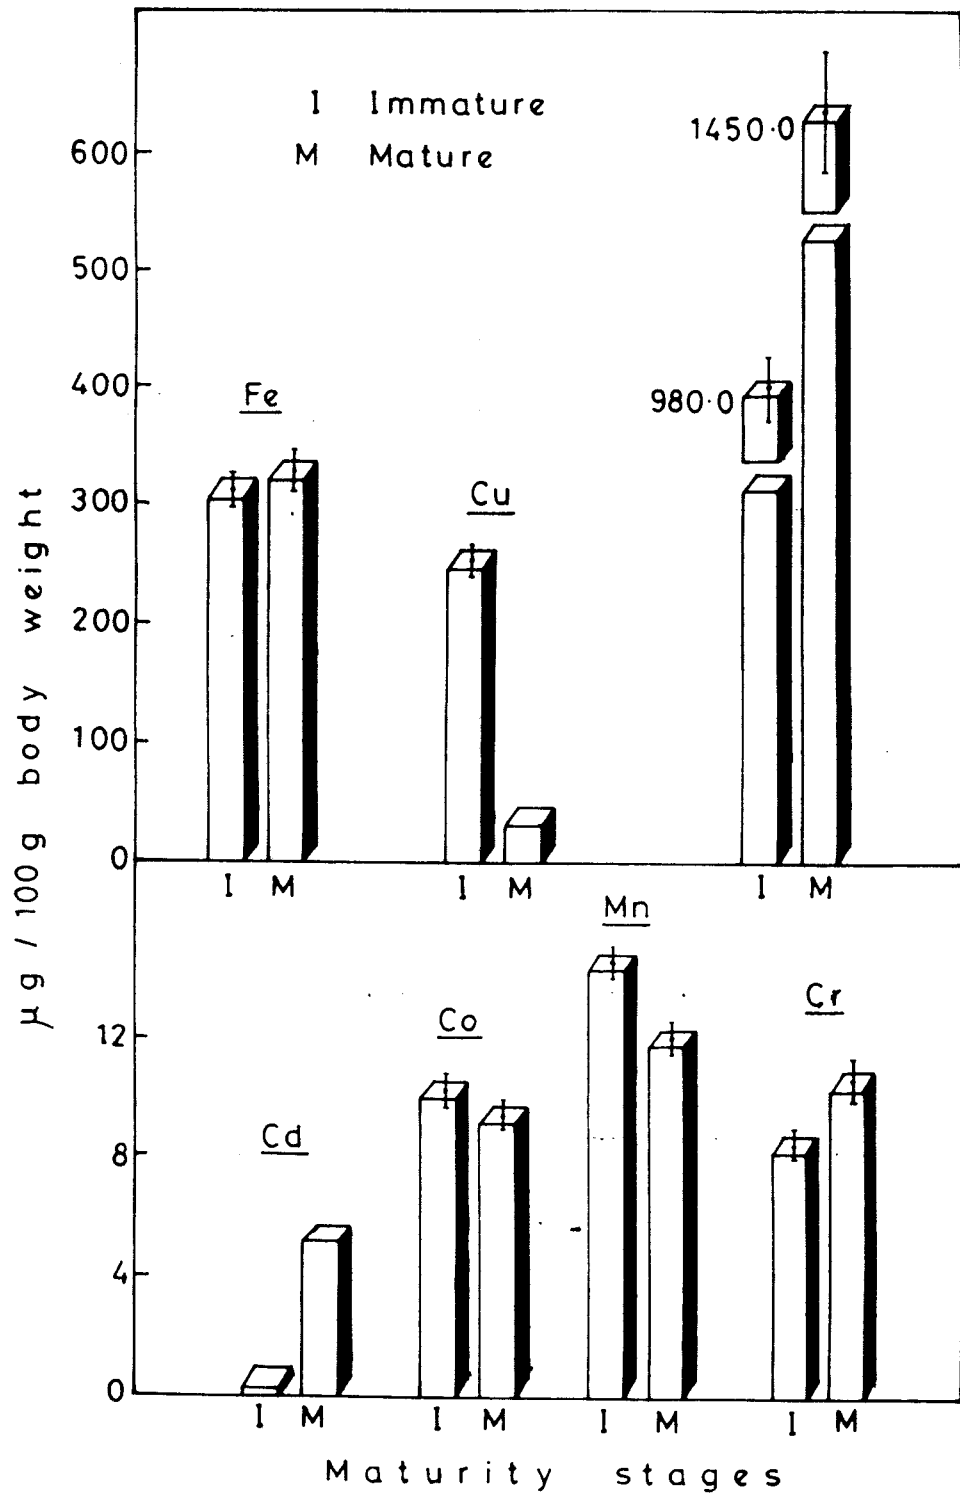 I Immature
M Mature
1450·0
980·0
600
500
400
300
200
100
0
Fe
Cu
I M
I M
I M
µg / 100g body weight
Mn
Cr
Co
Cd
12
8
4
0
I M
I M
I M
I M
Maturity stages